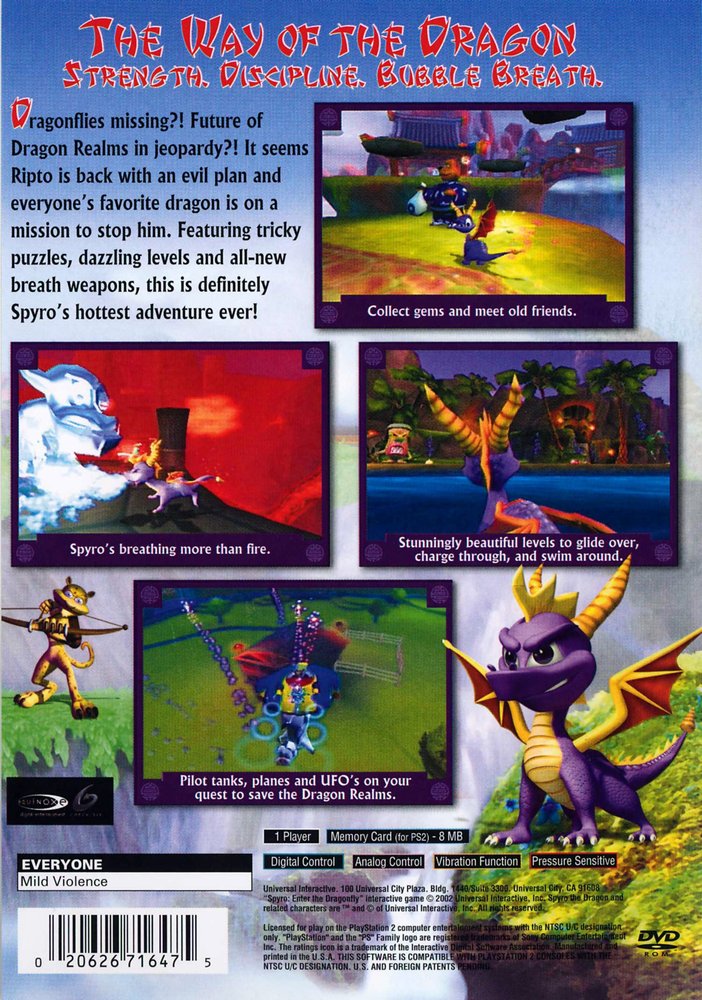 The Way of the Dragon
Strength. Discipline. Bubble Breath.
Dragonflies missing?! Future of
Dragon Realms in jeopardy?! It seems
Ripto is back with an evil plan and
everyone's favorite dragon is on a
mission to stop him. Featuring tricky
puzzles, dazzling levels and all-new
breath weapons, this is definitely
Spyro's hottest adventure ever!
Collect gems and meet old friends.
Spyro's breathing more than fire.
Stunningly beautiful levels to glide over,
charge through, and swim around.
Pilot tanks, planes and UFO's on your
quest to save the Dragon Realms.
equinoxe
digital entertainment
1 Player
Memory Card (for PS2) - 8 MB
Digital Control
Analog Control
Vibration Function
Pressure Sensitive
EVERYONE
Mild Violence
Universal Interactive. 100 Universal City Plaza. Bldg. 1440/Suite 3300, Universal City, CA 91608
"Spyro: Enter the Dragonfly" interactive game © 2002 Universal Interactive, Inc. Spyro the Dragon and
related characters are ™ and © of Universal Interactive, Inc. All rights reserved.
Licensed for play on the PlayStation 2 computer entertainment systems with the NTSC U/C designation
only. "PlayStation" and the "PS" Family logo are registered trademarks of Sony Computer Entertainment
Inc. The ratings icon is a trademark of the Interactive Digital Software Association. Manufactured and
printed in the U.S.A. THIS SOFTWARE IS COMPATIBLE WITH PLAYSTATION 2 CONSOLES WITH THE
NTSC U/C DESIGNATION. U.S. AND FOREIGN PATENTS PENDING.
DVD
ROM
0 20626 71647 5